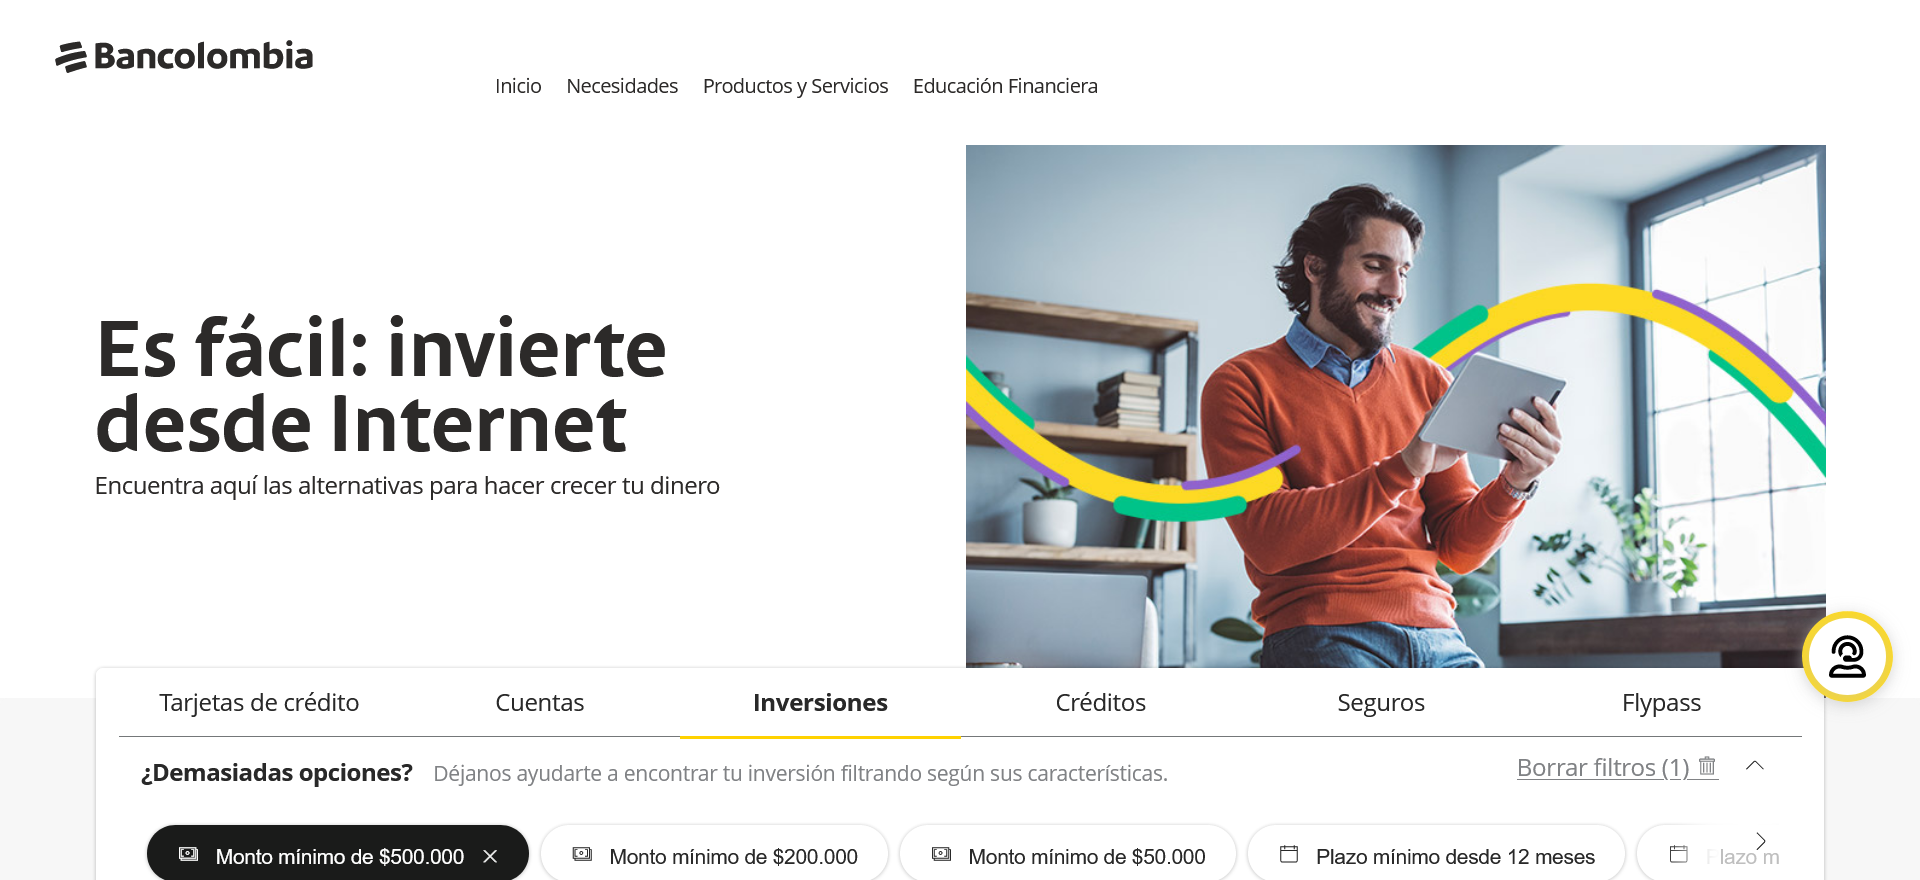 Bancolombia
Inicio Necesidades Productos y Servicios Educación Financiera
Es fácil: invierte
desde Internet
Encuentra aquí las alternativas para hacer crecer tu dinero
Tarjetas de crédito Cuentas Inversiones Créditos Seguros Flypass
¿Demasiadas opciones? Déjanos ayudarte a encontrar tu inversión filtrando según sus características. Borrar filtros (1)
Monto mínimo de $500.000 Monto mínimo de $200.000 Monto mínimo de $50.000 Plazo mínimo desde 12 meses Plazo m